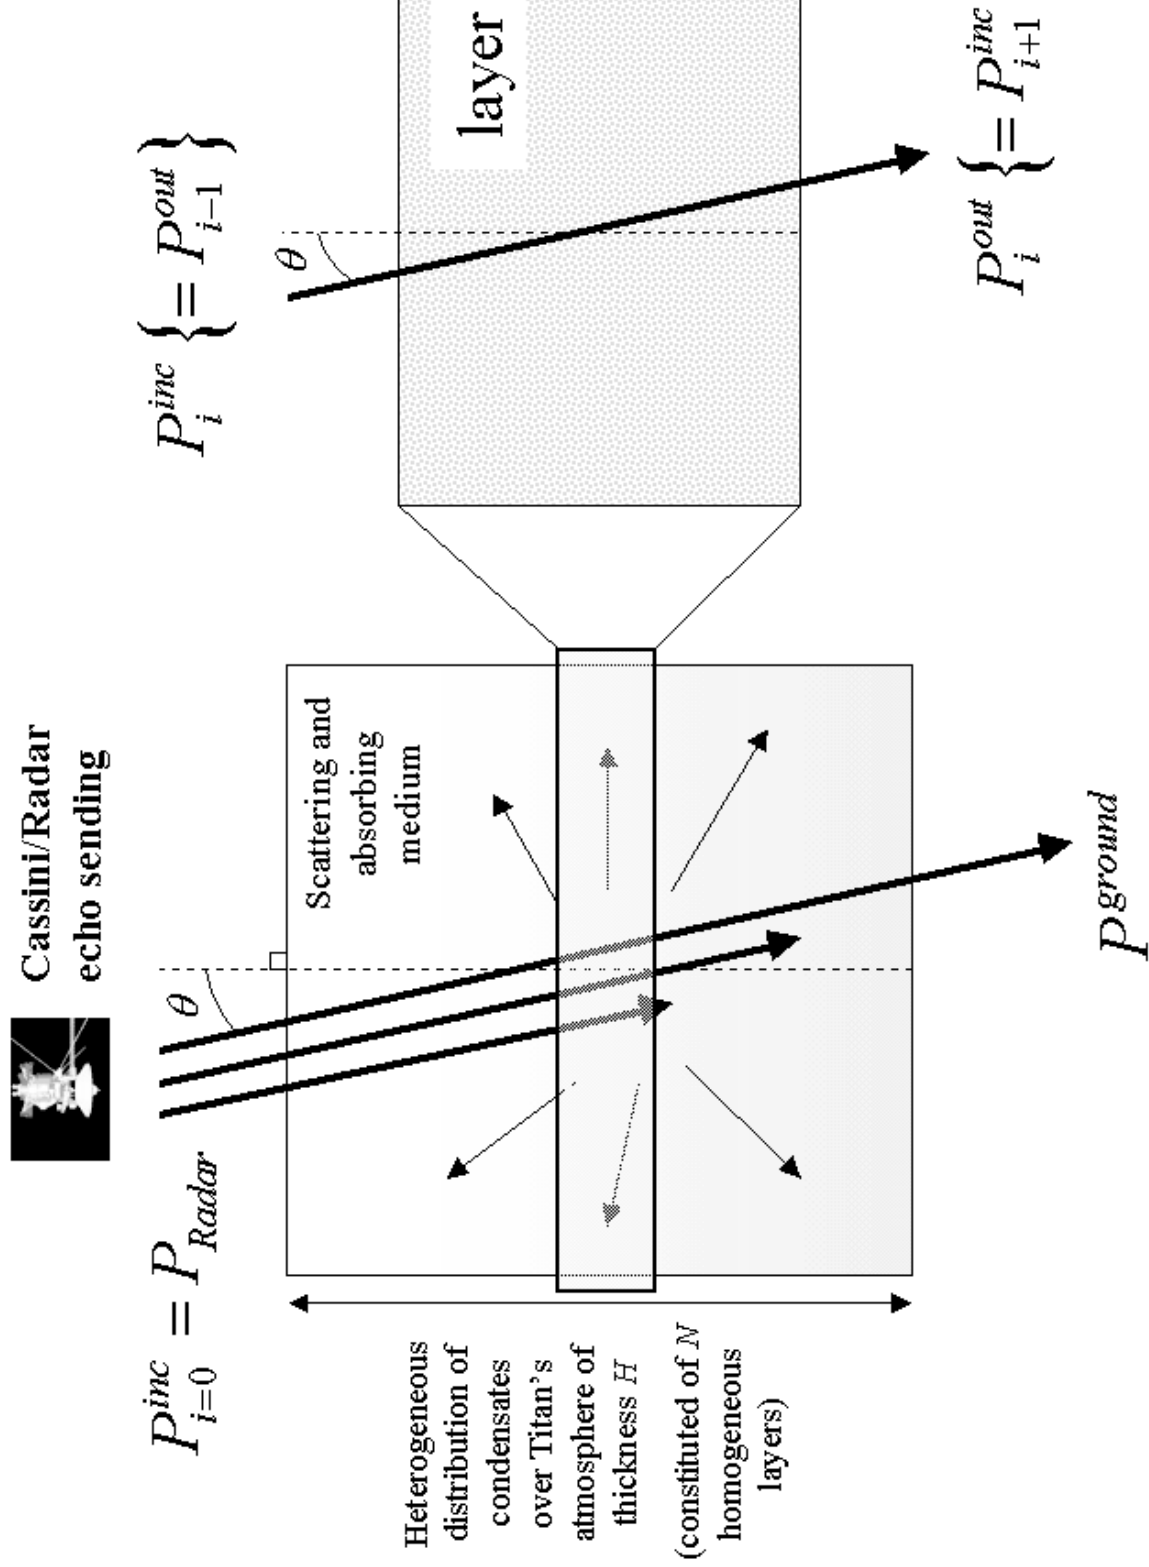 Cassini/Radar
echo sending
P_{i=0}^{inc} = P_{Radar}
θ
Scattering and
absorbing
medium
Heterogeneous
distribution of
condensates
over Titan's
atmosphere of
thickness H
(constituted of N
homogeneous
layers)
P^{ground}
P_i^{inc} {= P_{i-1}^{out}}
θ
layer
P_i^{out} {= P_{i+1}^{inc}